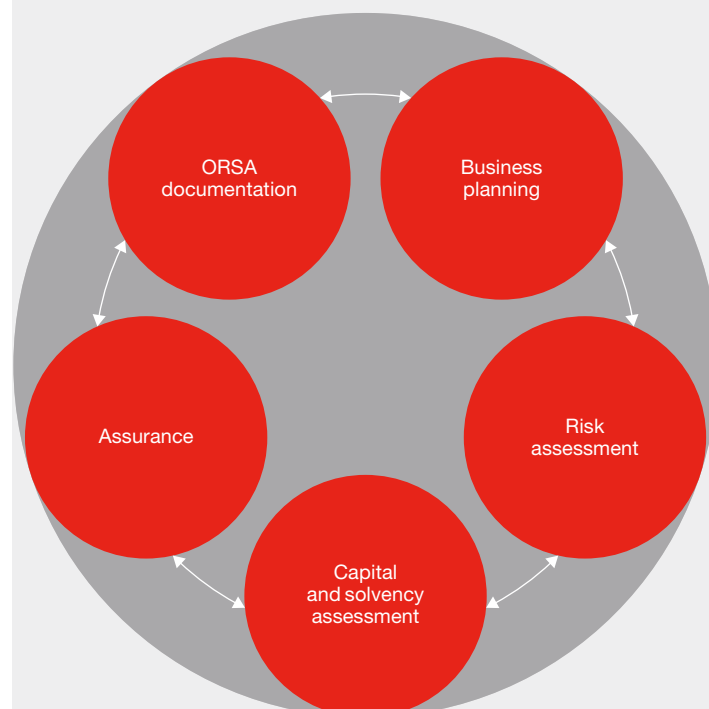 ORSA
documentation
Business
planning
Assurance
Risk
assessment
Capital
and solvency
assessment